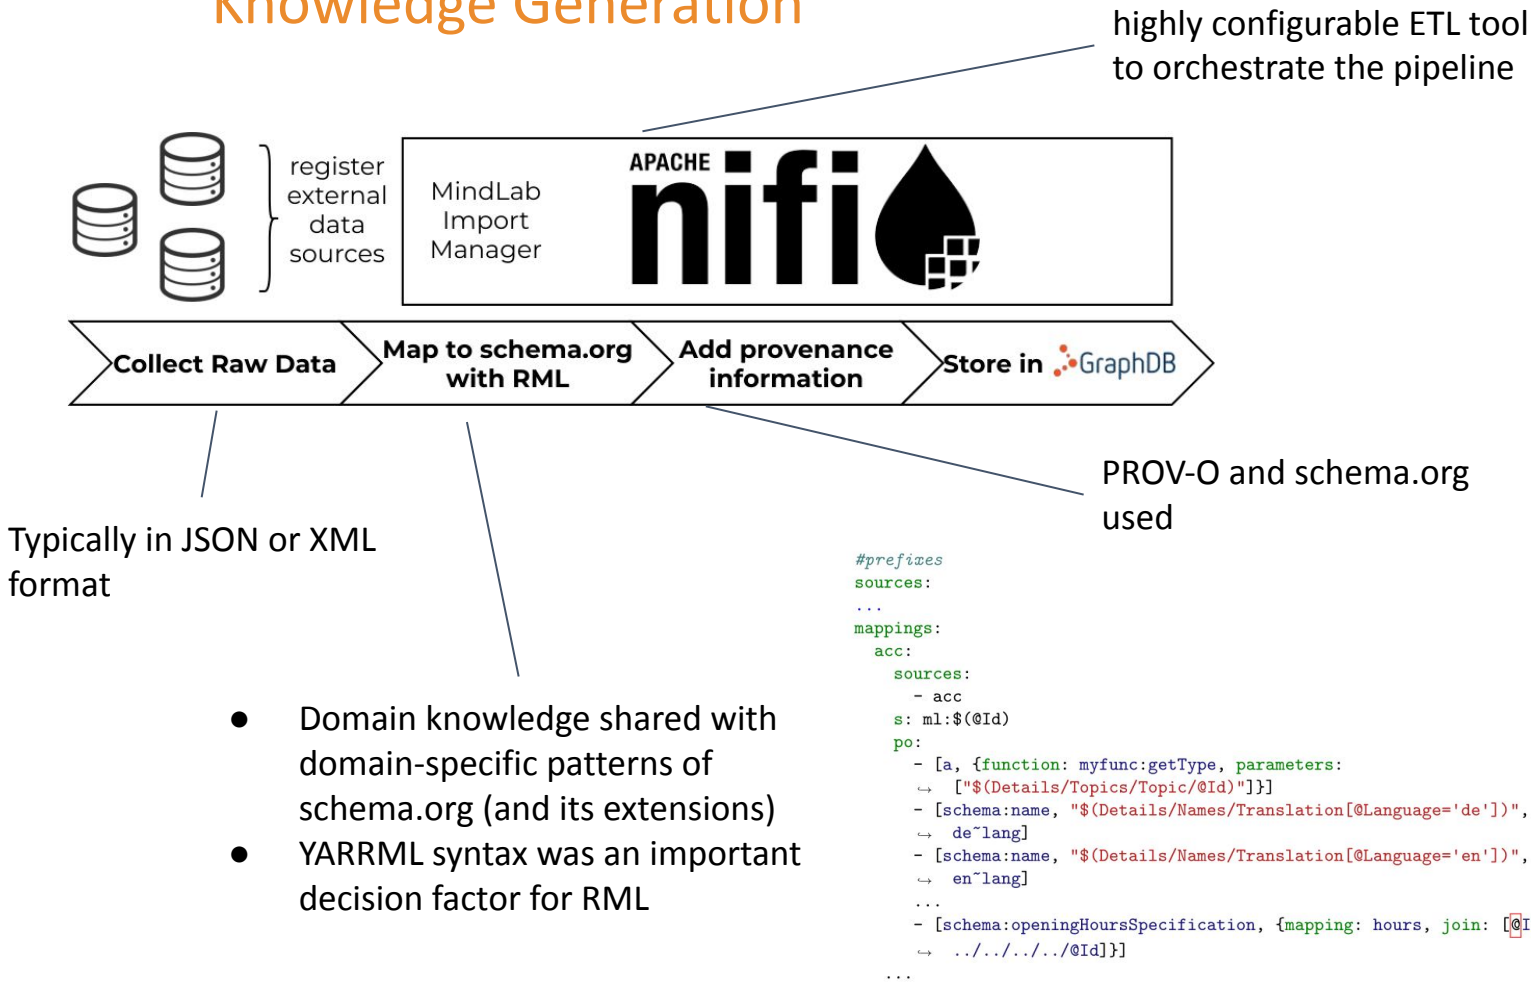 Knowledge Generation
highly configurable ETL tool
to orchestrate the pipeline
register
external
data
sources
MindLab
Import
Manager
APACHE
nifi
Collect Raw Data
Map to schema.org
with RML
Add provenance
information
Store in GraphDB
Typically in JSON or XML
format
PROV-O and schema.org
used
● Domain knowledge shared with
domain-specific patterns of
schema.org (and its extensions)
● YARRML syntax was an important
decision factor for RML
#prefixes
sources:
...
mappings:
  acc:
    sources:
      - acc
    s: ml:$(@Id)
    po:
      - [a, {function: myfunc:getType, parameters:
      ↪ ["$(Details/Topics/Topic/@Id)"]}]
      - [schema:name, "$(Details/Names/Translation[@Language='de'])",
      ↪ de~lang]
      - [schema:name, "$(Details/Names/Translation[@Language='en'])",
      ↪ en~lang]
      ...
      - [schema:openingHoursSpecification, {mapping: hours, join: [@I
      ↪ ../../../../@Id]}]
   ...